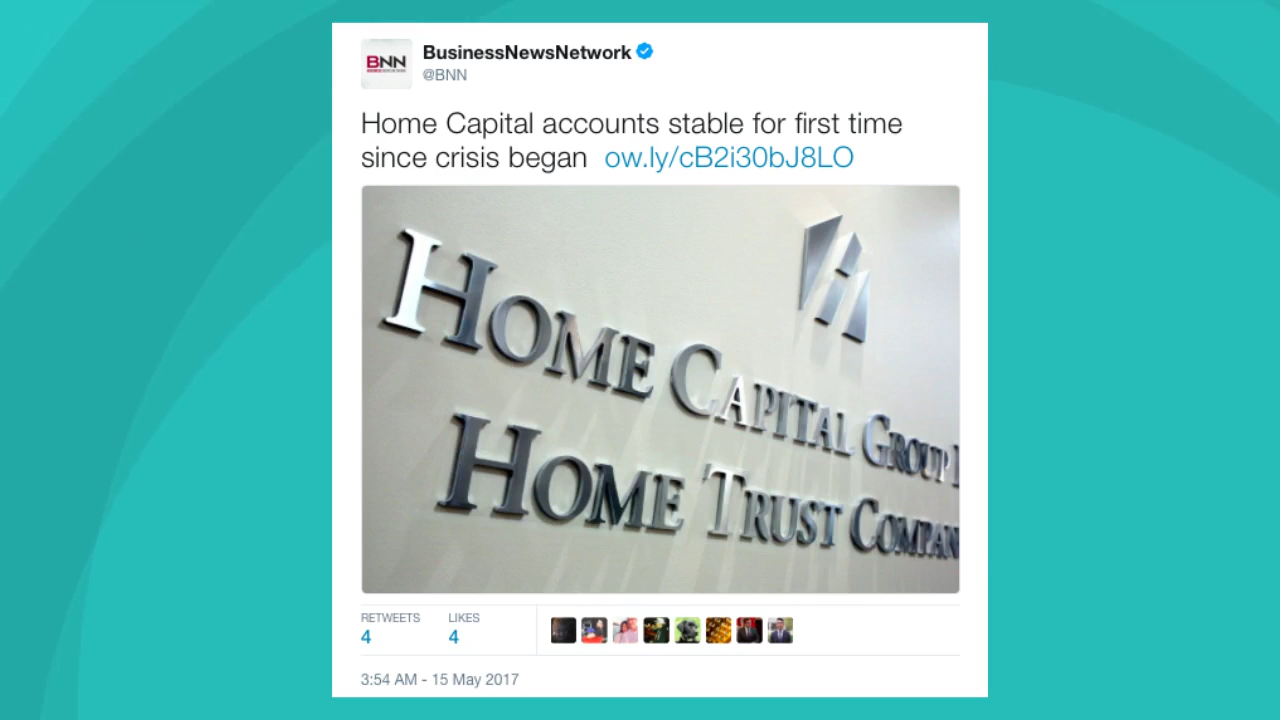 BNN
BusinessNewsNetwork
@BNN
Home Capital accounts stable for first time
since crisis began ow.ly/cB2i30bJ8LO
HOME CAPITAL GROUP
HOME TRUST COMPAN
RETWEETS LIKES
4 4
3:54 AM - 15 May 2017